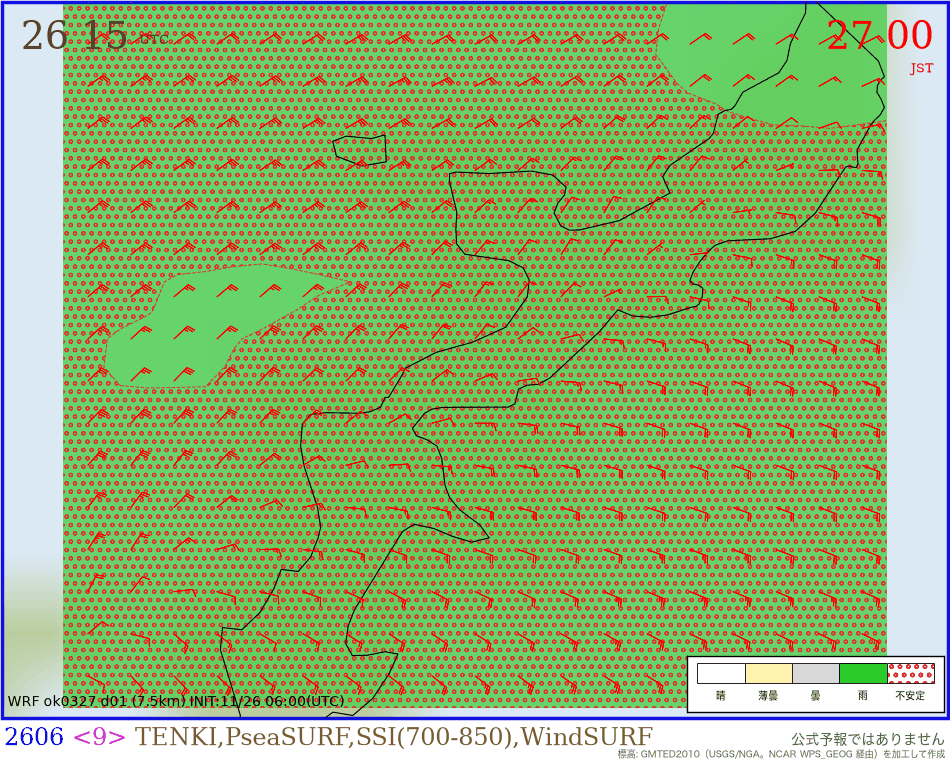 26 15 UTC
27 00
JST
晴 薄曇 曇 雨 不安定
WRF ok0327 d01 (7.5km) INIT:11/26 06:00(UTC)
2606 <9> TENKI,PseaSURF,SSI(700-850),WindSURF
公式予報ではありません
標高: GMTED2010（USGS/NGA。NCAR WPS_GEOG 経由）を加工して作成